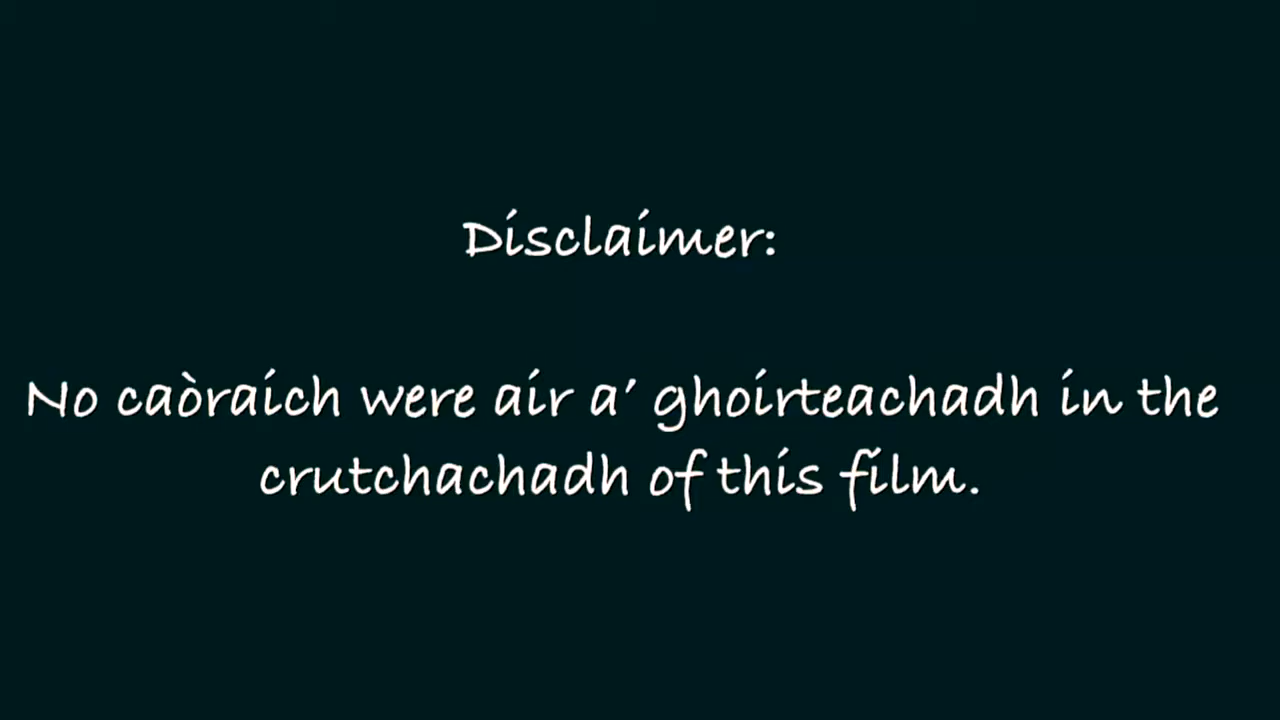 Disclaimer:
No caòraich were air a' ghoirteachadh in the
crutchachadh of this film.